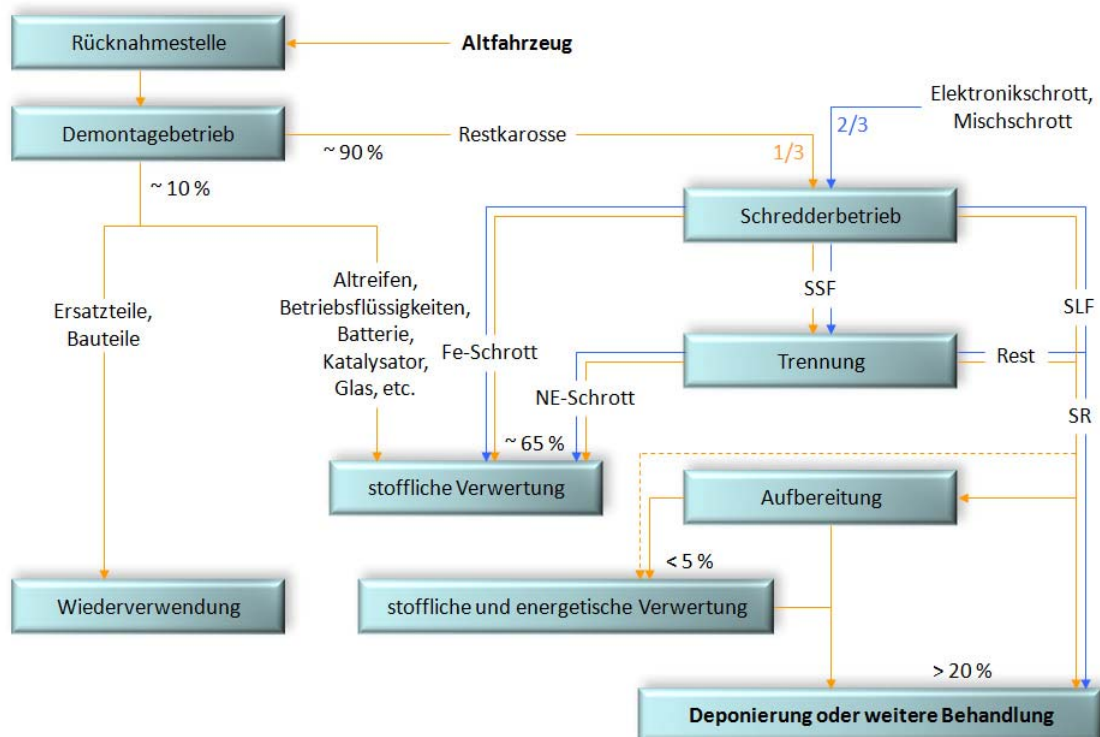 Rücknahmestelle
Altfahrzeug
Demontagebetrieb
Restkarosse
~ 90 %
~ 10 %
Elektronikschrott,
Mischschrott
2/3
1/3
Schredderbetrieb
Ersatzteile,
Bauteile
Altreifen,
Betriebsflüssigkeiten,
Batterie,
Katalysator,
Glas, etc.
Fe-Schrott
SSF
SLF
Trennung
Rest
NE-Schrott
SR
~ 65 %
stoffliche Verwertung
Aufbereitung
< 5 %
Wiederverwendung
stoffliche und energetische Verwertung
> 20 %
Deponierung oder weitere Behandlung